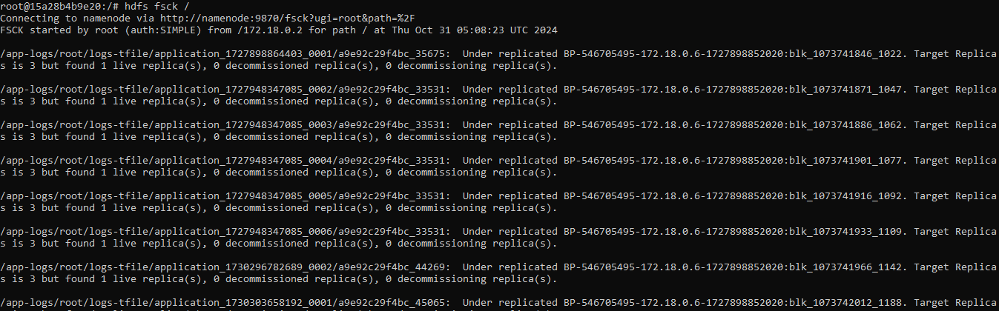 root@15a28b4b9e20:/# hdfs fsck /
Connecting to namenode via http://namenode:9870/fsck?ugi=root&path=%2F
FSCK started by root (auth:SIMPLE) from /172.18.0.2 for path / at Thu Oct 31 05:08:23 UTC 2024
/app-logs/root/logs-tfile/application_1727898864403_0001/a9e92c29f4bc_35675:  Under replicated BP-546705495-172.18.0.6-1727898852020:blk_1073741846_1022. Target Replica
s is 3 but found 1 live replica(s), 0 decommissioned replica(s), 0 decommissioning replica(s).
/app-logs/root/logs-tfile/application_1727948347085_0002/a9e92c29f4bc_33531:  Under replicated BP-546705495-172.18.0.6-1727898852020:blk_1073741871_1047. Target Replica
s is 3 but found 1 live replica(s), 0 decommissioned replica(s), 0 decommissioning replica(s).
/app-logs/root/logs-tfile/application_1727948347085_0003/a9e92c29f4bc_33531:  Under replicated BP-546705495-172.18.0.6-1727898852020:blk_1073741886_1062. Target Replica
s is 3 but found 1 live replica(s), 0 decommissioned replica(s), 0 decommissioning replica(s).
/app-logs/root/logs-tfile/application_1727948347085_0004/a9e92c29f4bc_33531:  Under replicated BP-546705495-172.18.0.6-1727898852020:blk_1073741901_1077. Target Replica
s is 3 but found 1 live replica(s), 0 decommissioned replica(s), 0 decommissioning replica(s).
/app-logs/root/logs-tfile/application_1727948347085_0005/a9e92c29f4bc_33531:  Under replicated BP-546705495-172.18.0.6-1727898852020:blk_1073741916_1092. Target Replica
s is 3 but found 1 live replica(s), 0 decommissioned replica(s), 0 decommissioning replica(s).
/app-logs/root/logs-tfile/application_1727948347085_0006/a9e92c29f4bc_33531:  Under replicated BP-546705495-172.18.0.6-1727898852020:blk_1073741933_1109. Target Replica
s is 3 but found 1 live replica(s), 0 decommissioned replica(s), 0 decommissioning replica(s).
/app-logs/root/logs-tfile/application_1730296782689_0002/a9e92c29f4bc_44269:  Under replicated BP-546705495-172.18.0.6-1727898852020:blk_1073741966_1142. Target Replica
s is 3 but found 1 live replica(s), 0 decommissioned replica(s), 0 decommissioning replica(s).
/app-logs/root/logs-tfile/application_1730303658192_0001/a9e92c29f4bc_45065:  Under replicated BP-546705495-172.18.0.6-1727898852020:blk_1073742012_1188. Target Replica